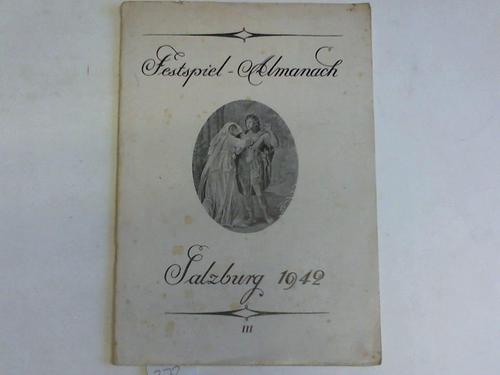 Festspiel-Almanach
Salzburg 1942
III